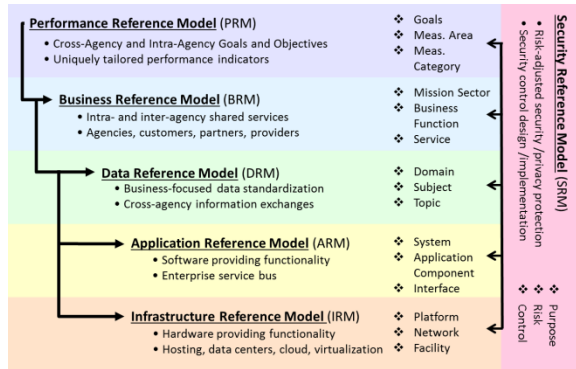 Performance Reference Model (PRM)
• Cross-Agency and Intra-Agency Goals and Objectives
• Uniquely tailored performance indicators
❖ Goals
❖ Meas. Area
❖ Meas.
Category
Business Reference Model (BRM)
• Intra- and inter-agency shared services
• Agencies, customers, partners, providers
❖ Mission Sector
❖ Business
Function
❖ Service
Data Reference Model (DRM)
• Business-focused data standardization
• Cross-agency information exchanges
❖ Domain
❖ Subject
❖ Topic
Application Reference Model (ARM)
• Software providing functionality
• Enterprise service bus
❖ System
❖ Application
Component
❖ Interface
Infrastructure Reference Model (IRM)
• Hardware providing functionality
• Hosting, data centers, cloud, virtualization
❖ Platform
❖ Network
❖ Facility
Security Reference Model (SRM)
• Risk-adjusted security /privacy protection
• Security control design /implementation
❖ Purpose
❖ Risk
❖ Control